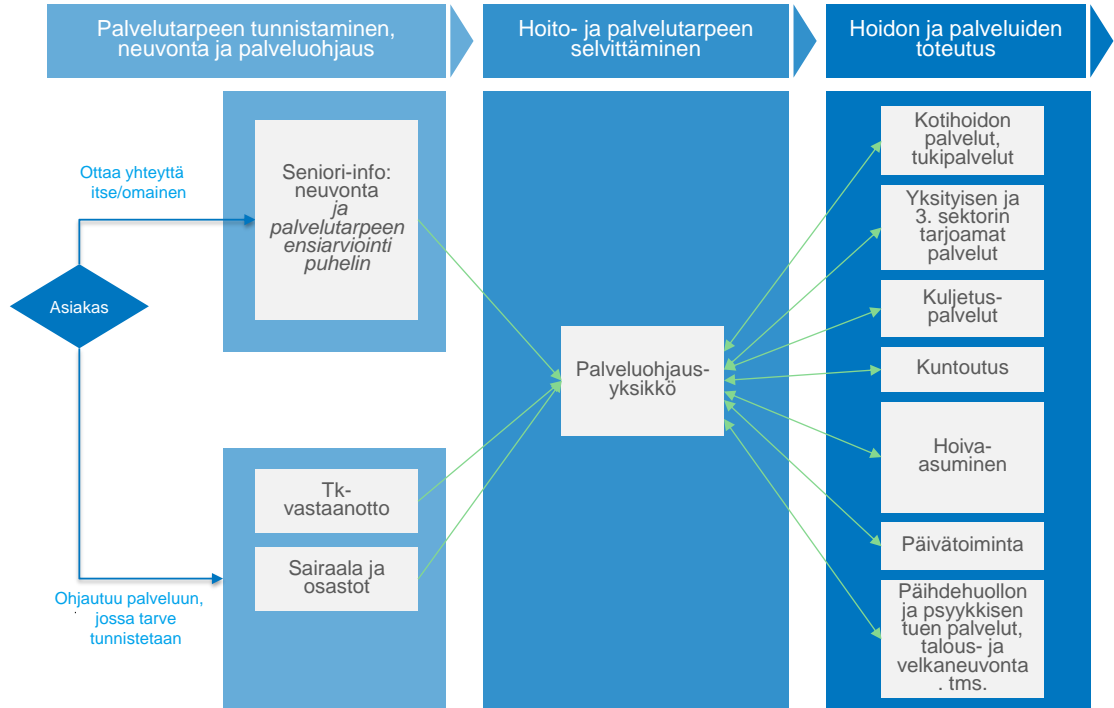 Palvelutarpeen tunnistaminen,
neuvonta ja palveluohjaus
Hoito- ja palvelutarpeen
selvittäminen
Hoidon ja palveluiden
toteutus
Ottaa yhteyttä
itse/omainen
Asiakas
Ohjautuu palveluun,
jossa tarve
tunnistetaan
Seniori-info:
neuvonta
ja
palvelutarpeen
ensiarviointi
puhelin
Tk-
vastaanotto
Sairaala ja
osastot
Palveluohjaus-
yksikkö
Kotihoidon
palvelut,
tukipalvelut
Yksityisen ja
3. sektorin
tarjoamat
palvelut
Kuljetus-
palvelut
Kuntoutus
Hoiva-
asuminen
Päivätoiminta
Päihdehuollon
ja psyykkisen
tuen palvelut,
talous- ja
velkaneuvonta
. tms.